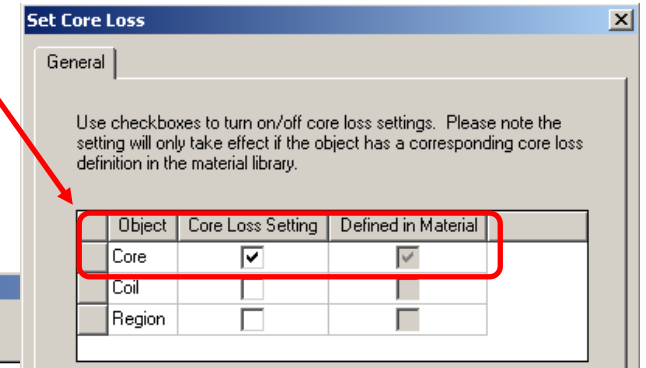 Set Core Loss
General
Use checkboxes to turn on/off core loss settings.  Please note the
setting will only take effect if the object has a corresponding core loss
definition in the material library.
Object Core Loss Setting Defined in Material
Core
Coil
Region